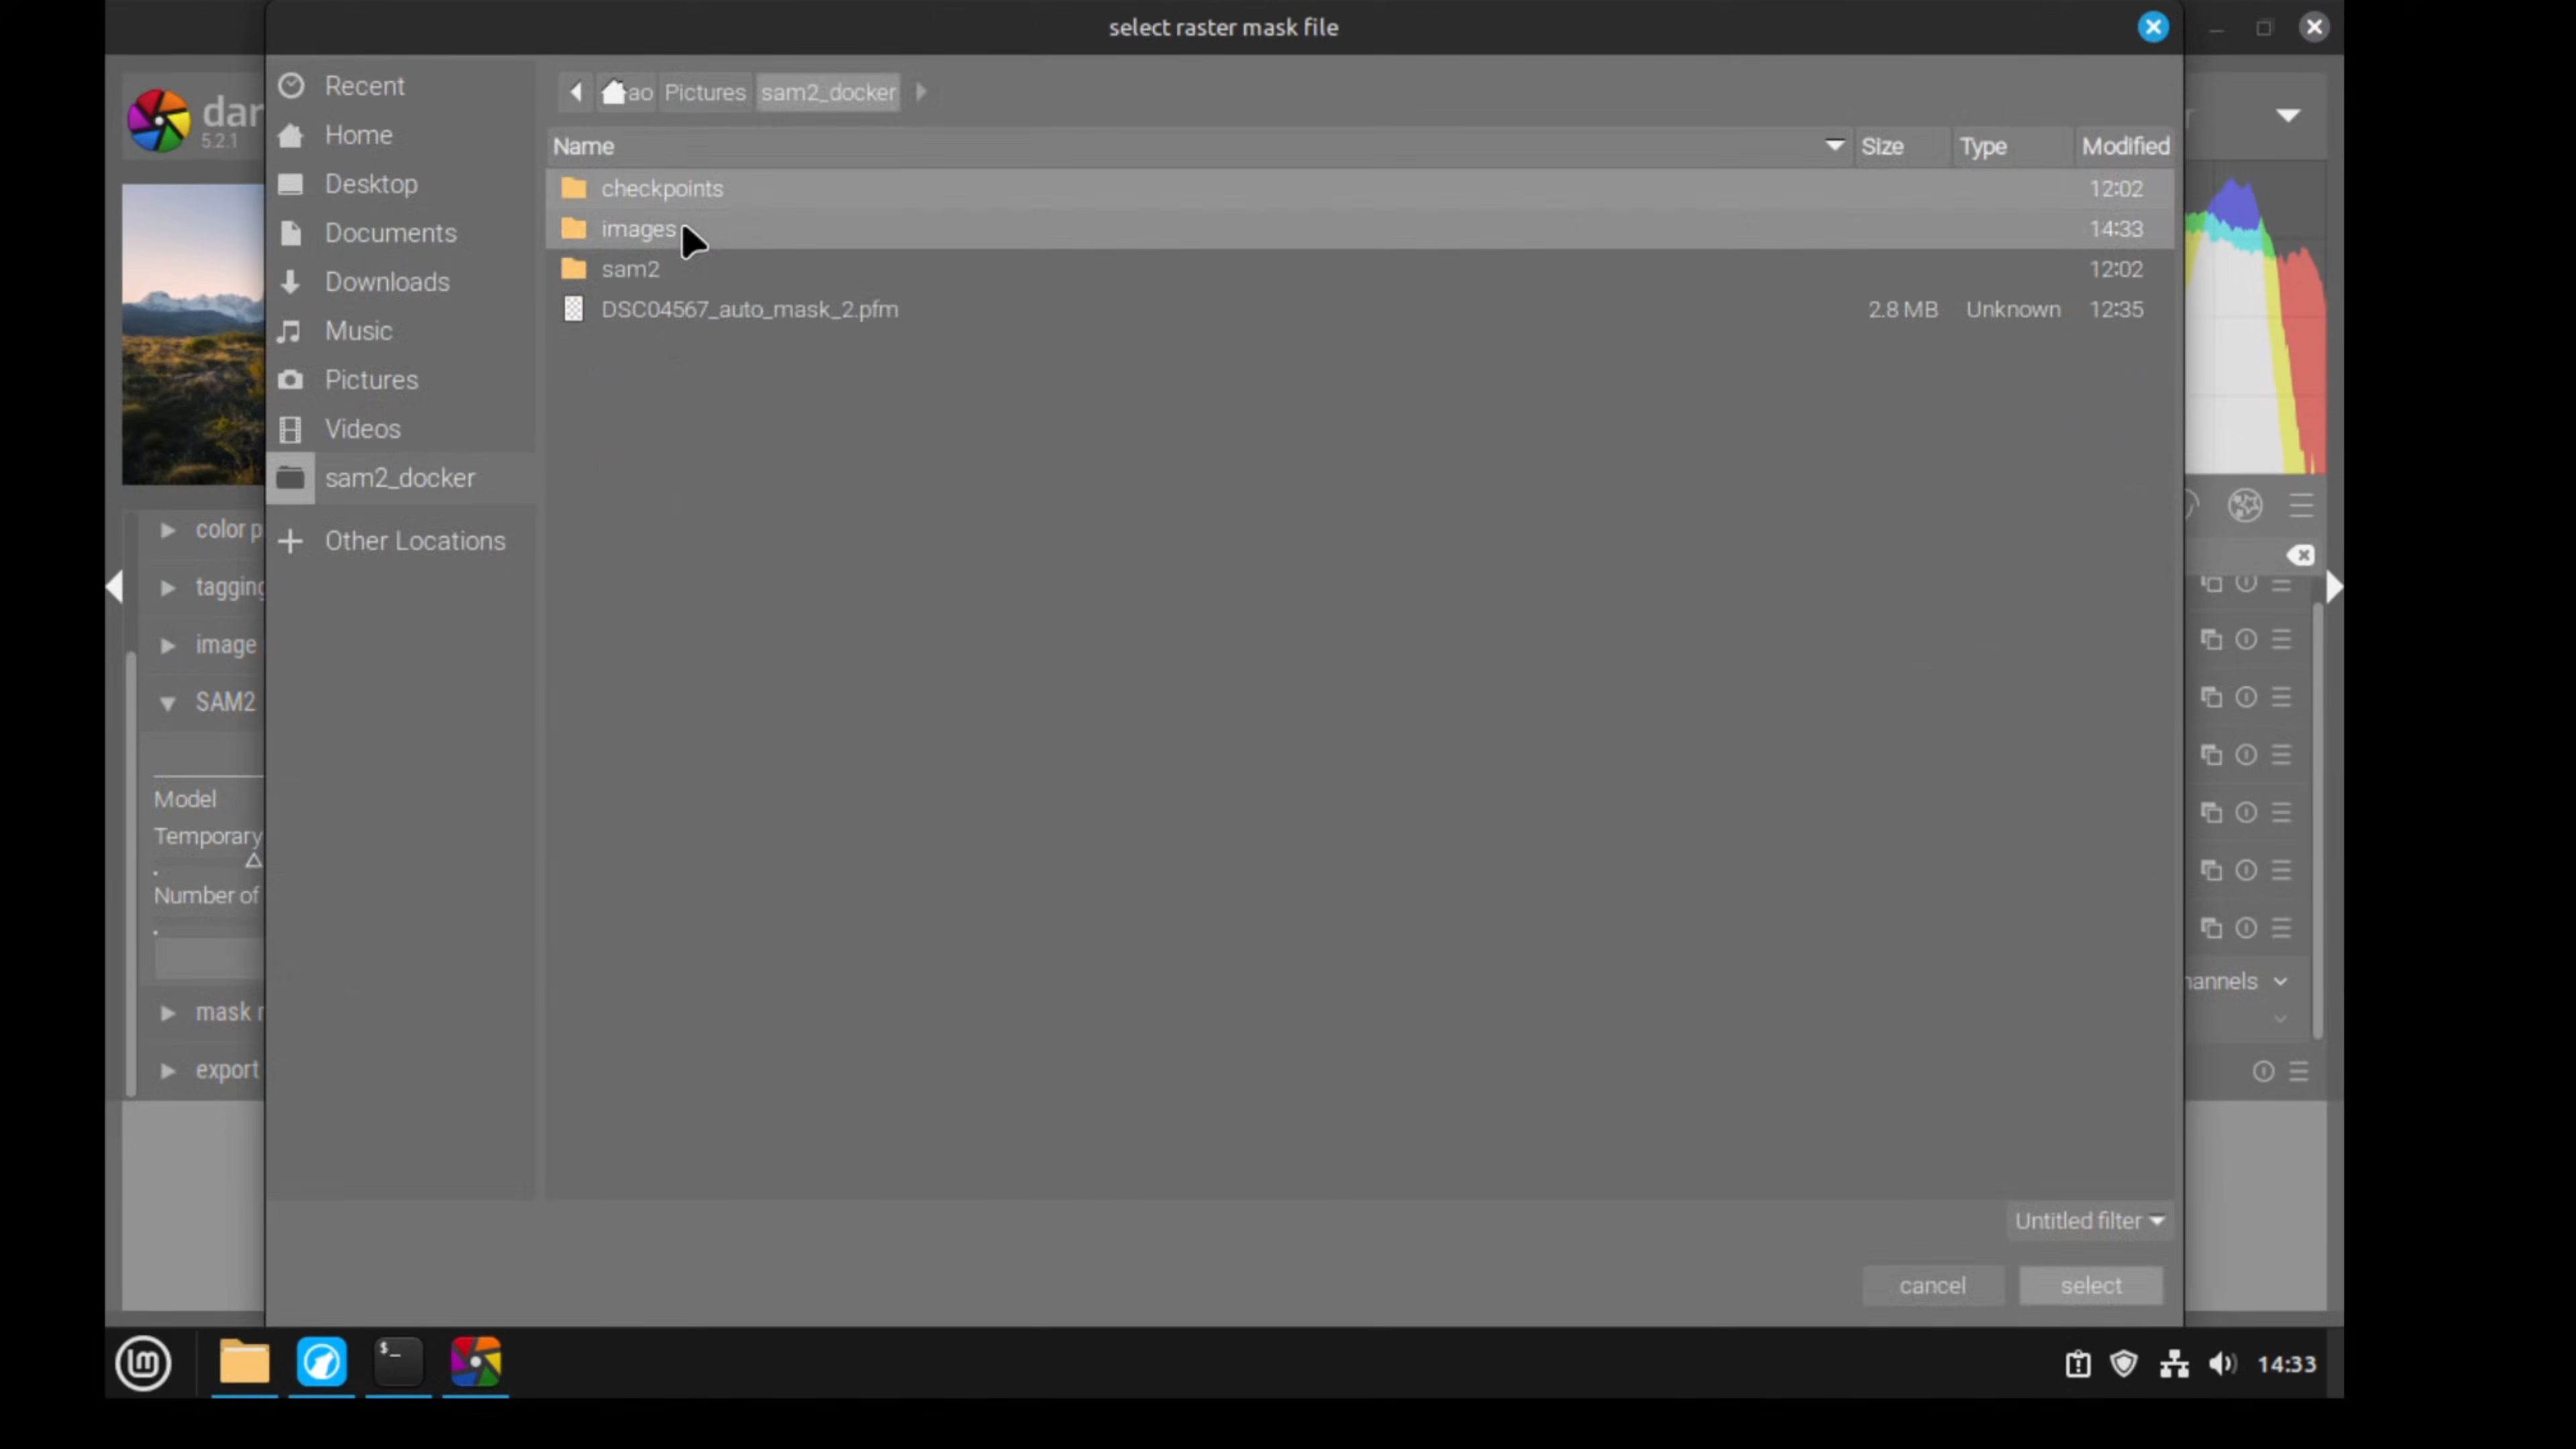 select raster mask file
dar
5.2.1
Recent
Home
Desktop
Documents
Downloads
Music
Pictures
Videos
sam2_docker
Other Locations
ao
Pictures
sam2_docker
Name
Size
Type
Modified
checkpoints
12:02
images
14:33
sam2
12:02
DSC04567_auto_mask_2.pfm
2.8 MB
Unknown
12:35
color p
tagging
image
SAM2
Model
Temporary
Number of
mask
export
hannels
Untitled filter
cancel
select
14:33